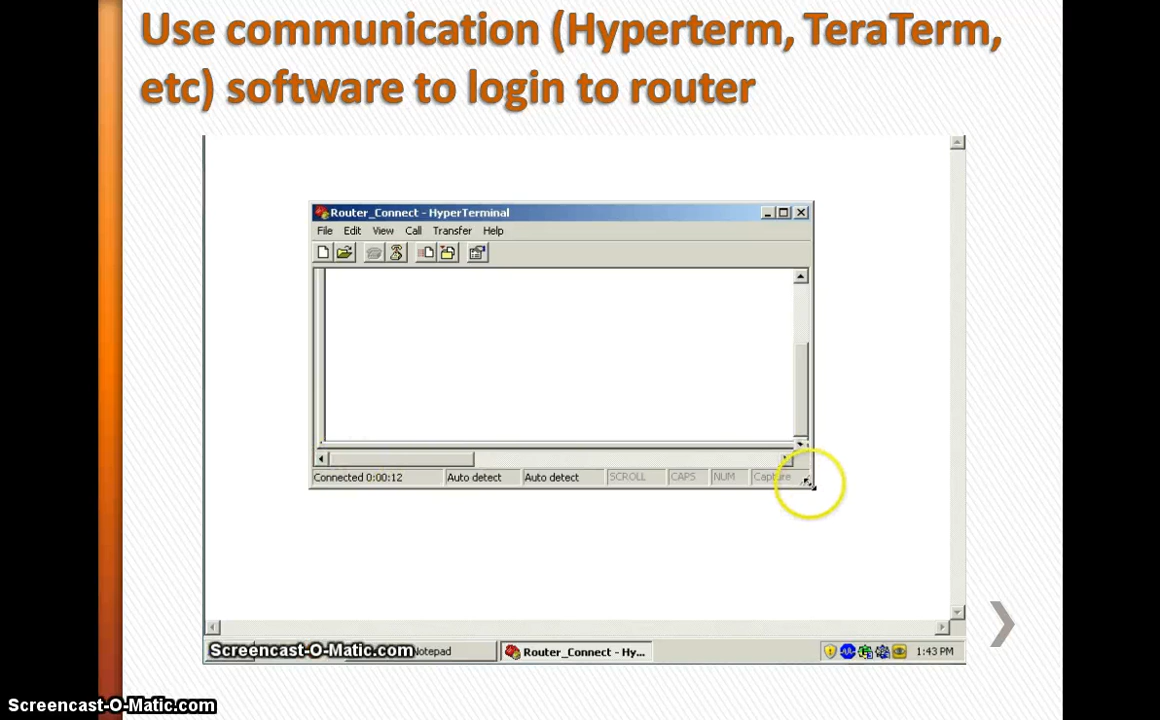 Use communication (Hyperterm, TeraTerm,
etc) software to login to router
Router_Connect - HyperTerminal
File Edit View Call Transfer Help
Connected 0:00:12 Auto detect Auto detect SCROLL CAPS NUM Capture
Screencast-O-Matic.com Notepad Router_Connect - Hy... 1:43 PM
Screencast-O-Matic.com